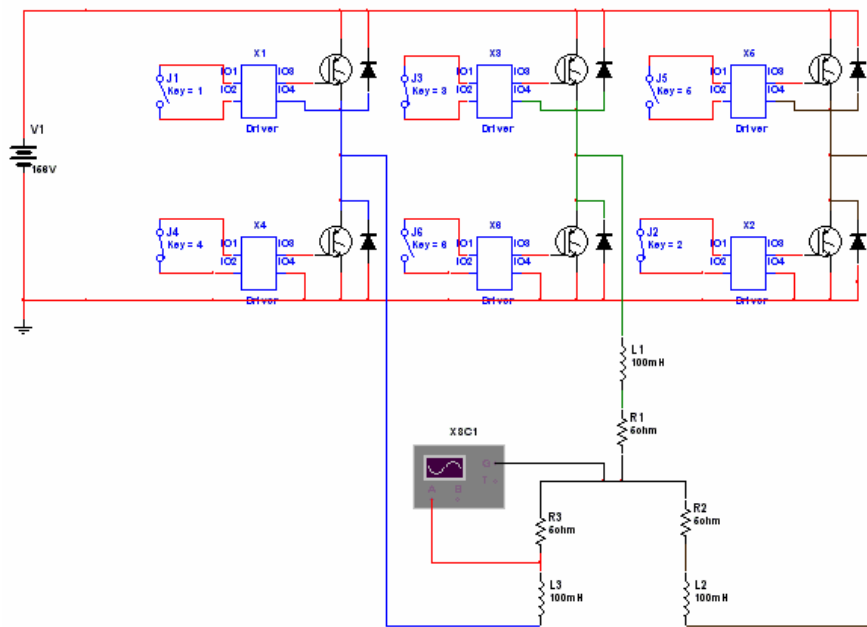 X1
J1
Key = 1
IO1
IO2
IO3
IO4
Driver
X3
J3
Key = 3
IO1
IO2
IO3
IO4
Driver
X5
J5
Key = 5
IO1
IO2
IO3
IO4
Driver
V1
X4
J4
Key = 4
IO1
IO2
IO3
IO4
Driver
X6
J6
Key = 6
IO1
IO2
IO3
IO4
Driver
X2
J2
Key = 2
IO1
IO2
IO3
IO4
Driver
L1
100mH
R1
5ohm
XSC1
G
T
A
B
R3
5ohm
R2
5ohm
L3
100mH
L2
100mH